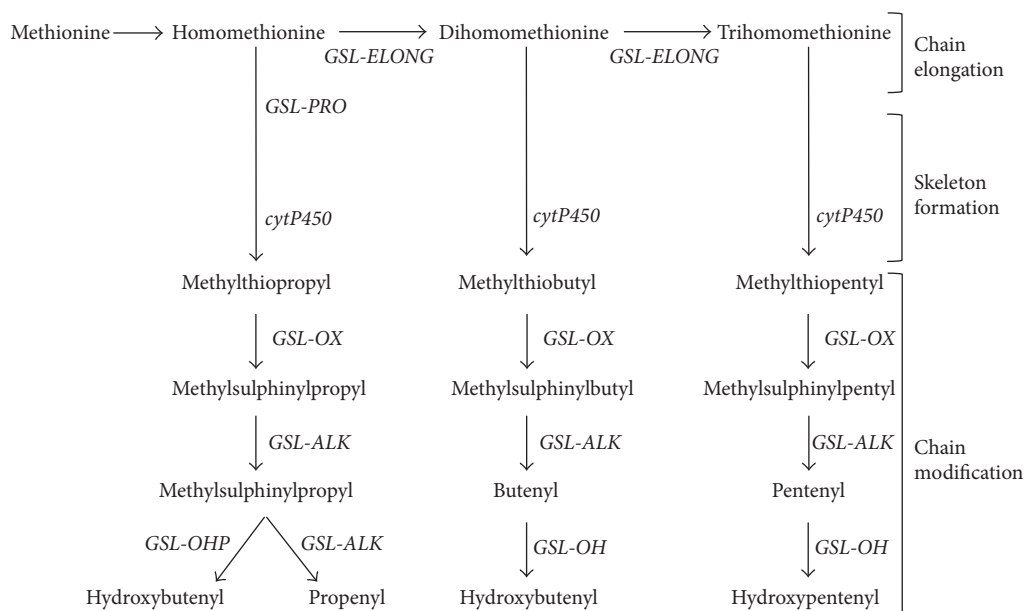 Methionine Homomethionine Dihomomethionine Trihomomethionine
GSL-ELONG GSL-ELONG
Chain
elongation
GSL-PRO
Skeleton
formation
cytP450 cytP450 cytP450
Methylthiopropyl Methylthiobutyl Methylthiopentyl
GSL-OX GSL-OX GSL-OX
Methylsulphinylpropyl Methylsulphinylbutyl Methylsulphinylpentyl
GSL-ALK GSL-ALK GSL-ALK
Chain
modification
Methylsulphinylpropyl Butenyl Pentenyl
GSL-OHP GSL-ALK GSL-OH GSL-OH
Hydroxybutenyl Propenyl Hydroxybutenyl Hydroxypentenyl